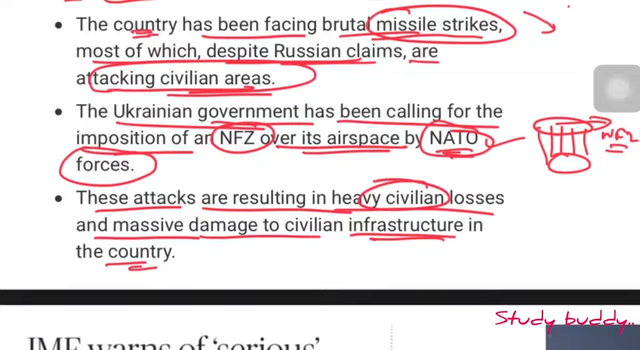 The country has been facing brutal missile strikes,
most of which, despite Russian claims, are
attacking civilian areas.
The Ukrainian government has been calling for the
imposition of an NFZ over its airspace by NATO
forces.
NFZ
These attacks are resulting in heavy civilian losses
and massive damage to civilian infrastructure in
the country.
Study buddy..
IMF warns of 'serious'